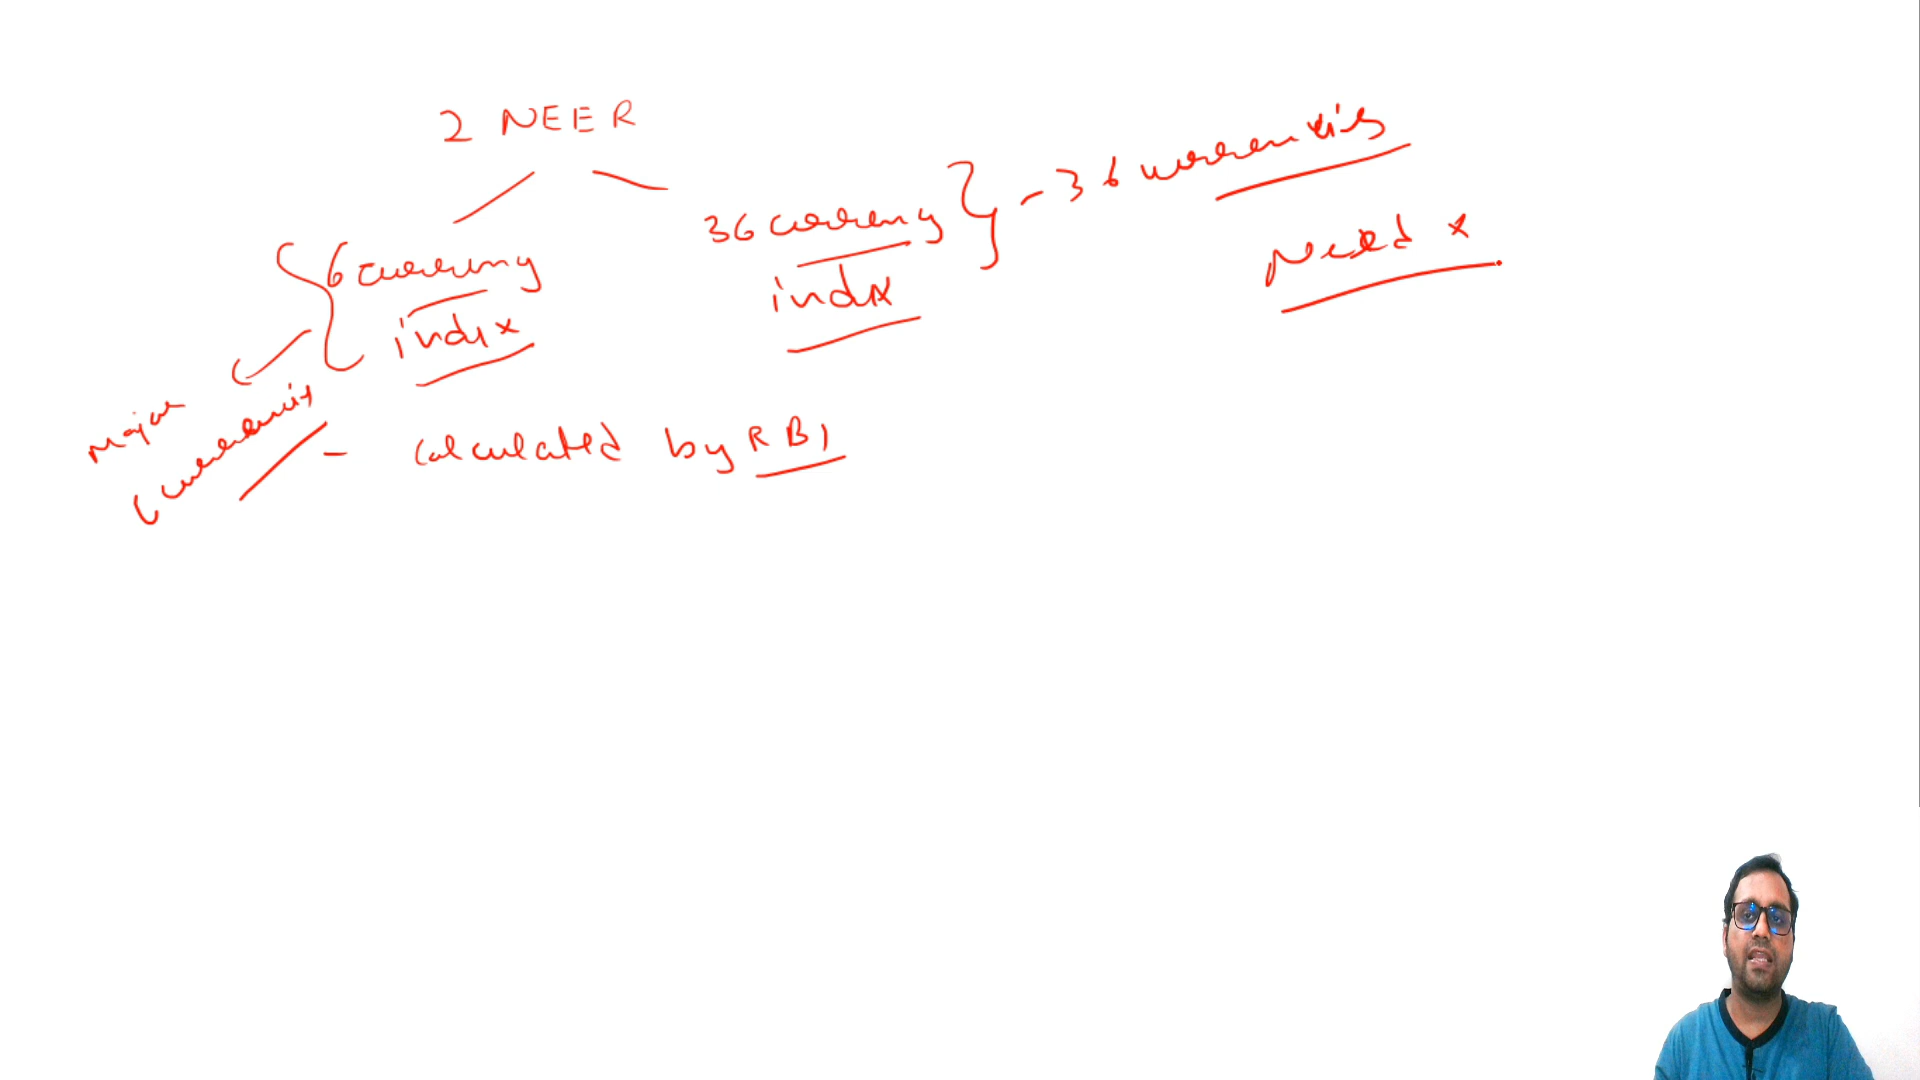 2 NEER
6 currency
index
36 currency
index
- 36 currencies
Need x
Major
currencies
- calculated by RBI